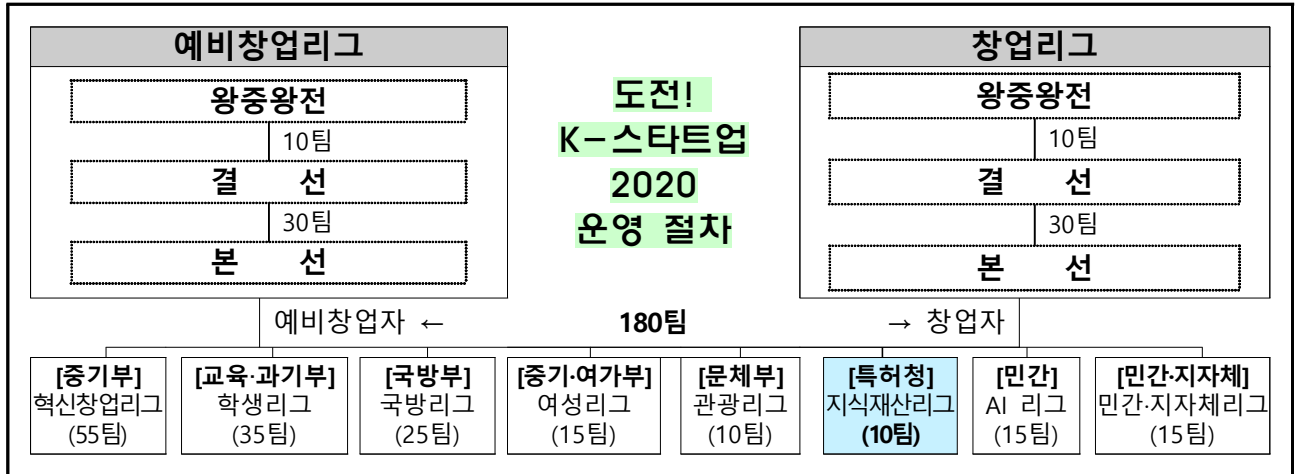 예비창업리그
왕중왕전
10팀
결 선
30팀
본 선
도전!
K-스타트업
2020
운영 절차
창업리그
왕중왕전
10팀
결 선
30팀
본 선
예비창업자 ← 180팀 → 창업자
[중기부]
혁신창업리그
(55팀)
[교육·과기부]
학생리그
(35팀)
[국방부]
국방리그
(25팀)
[중기·여가부]
여성리그
(15팀)
[문체부]
관광리그
(10팀)
[특허청]
지식재산리그
(10팀)
[민간]
AI 리그
(15팀)
[민간·지자체]
민간·지자체리그
(15팀)